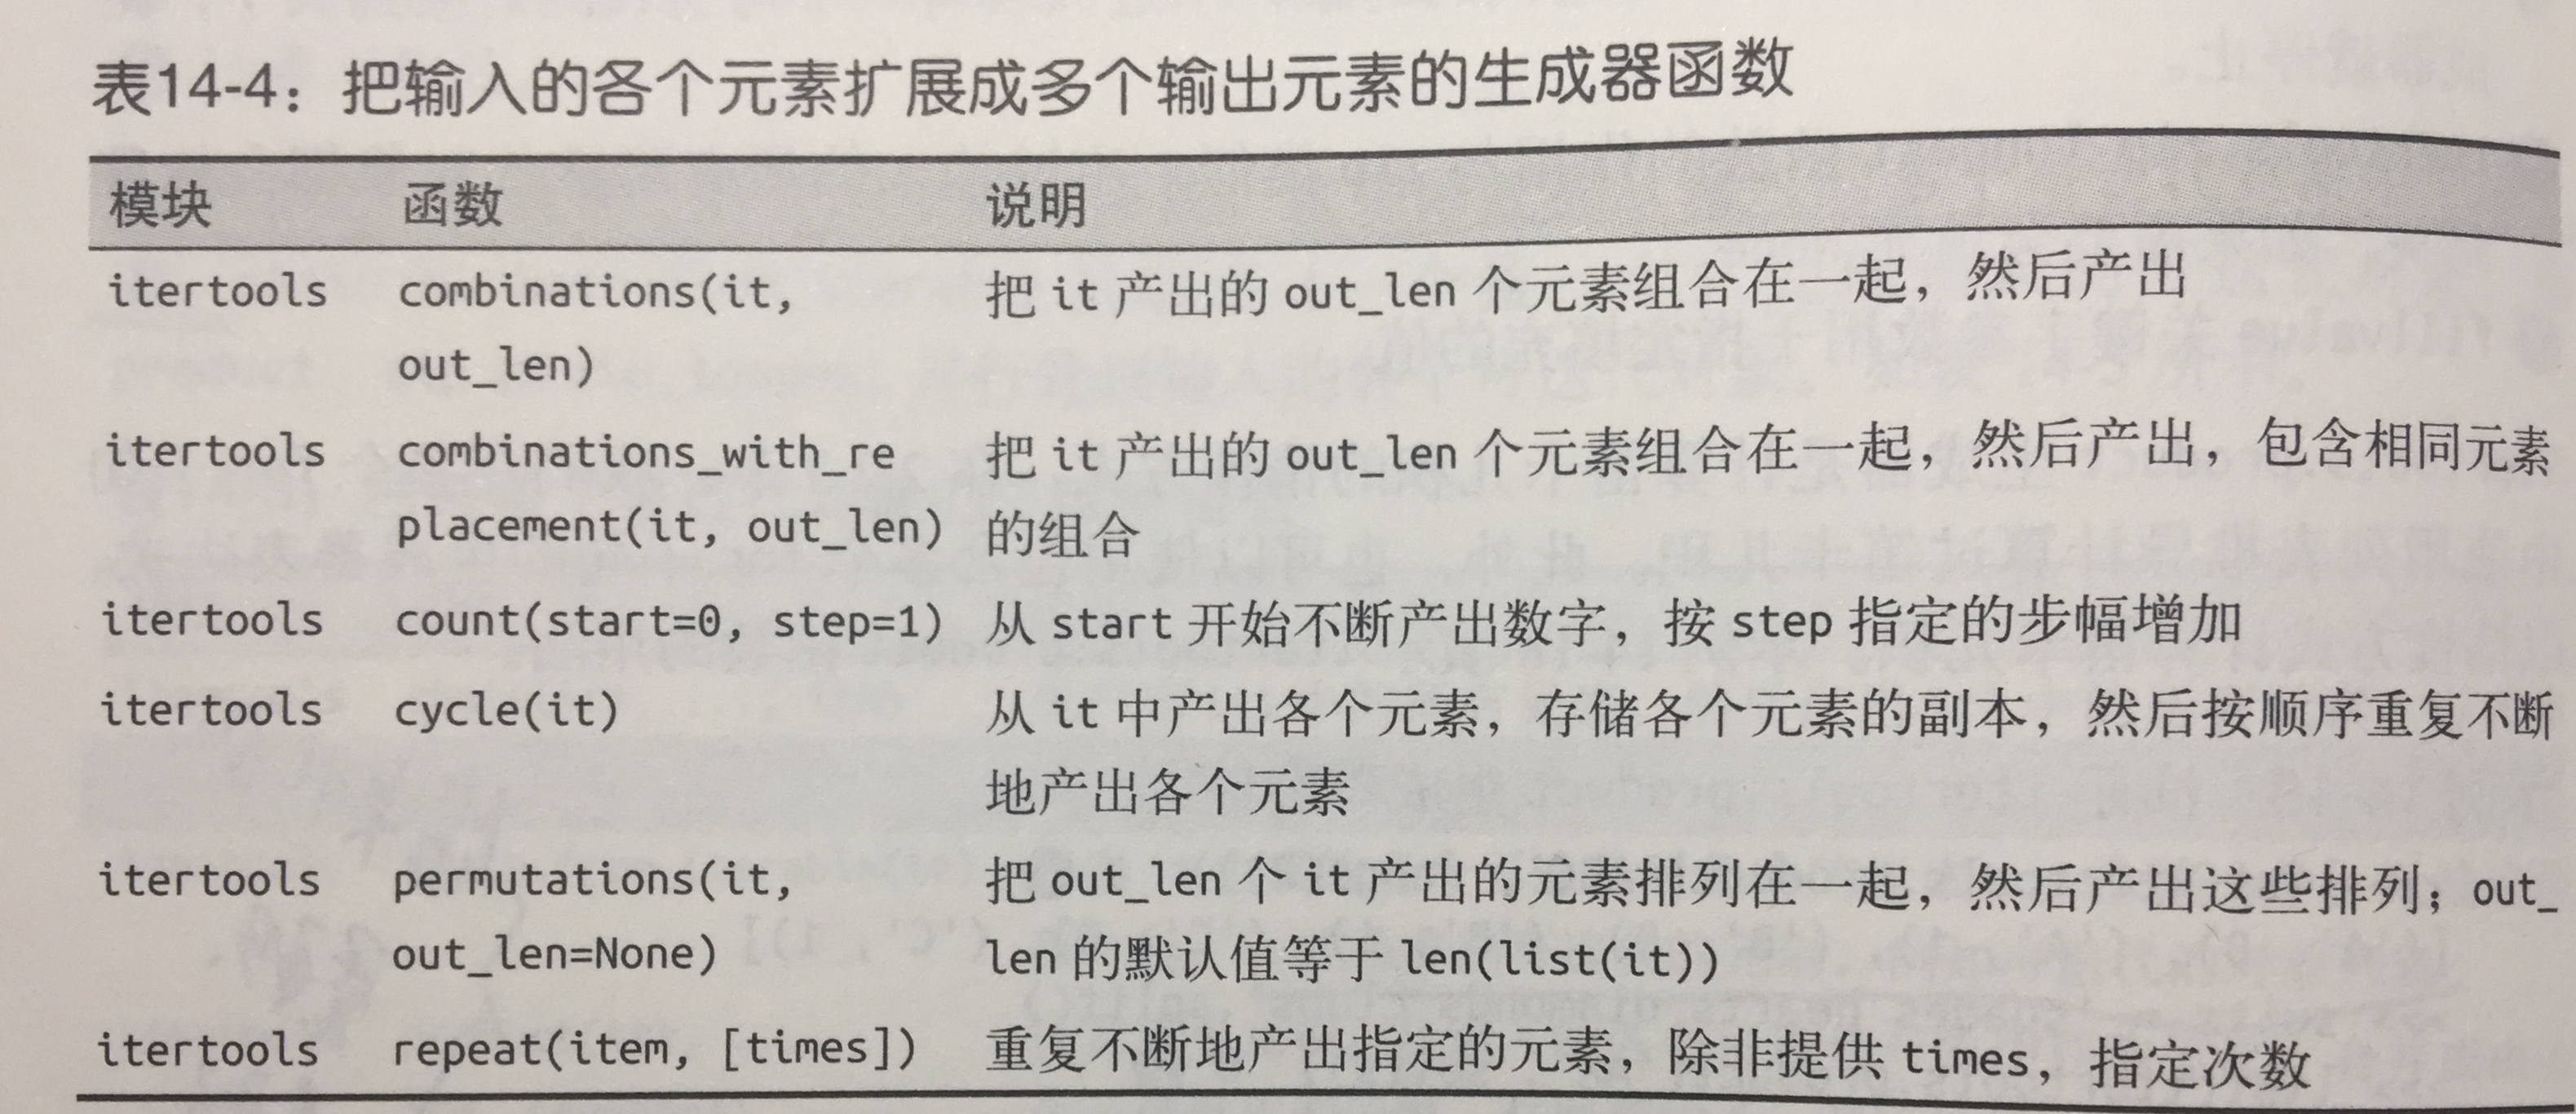 表14-4：把输入的各个元素扩展成多个输出元素的生成器函数
模块 函数 说明
itertools combinations(it, 把 it 产出的 out_len 个元素组合在一起，然后产出
out_len)
itertools combinations_with_re 把 it 产出的 out_len 个元素组合在一起，然后产出，包含相同元素
placement(it, out_len) 的组合
itertools count(start=0, step=1) 从 start 开始不断产出数字，按 step 指定的步幅增加
itertools cycle(it) 从 it 中产出各个元素，存储各个元素的副本，然后按顺序重复不断
地产出各个元素
itertools permutations(it, 把 out_len 个 it 产出的元素排列在一起，然后产出这些排列；out_
out_len=None) len 的默认值等于 len(list(it))
itertools repeat(item, [times]) 重复不断地产出指定的元素，除非提供 times，指定次数